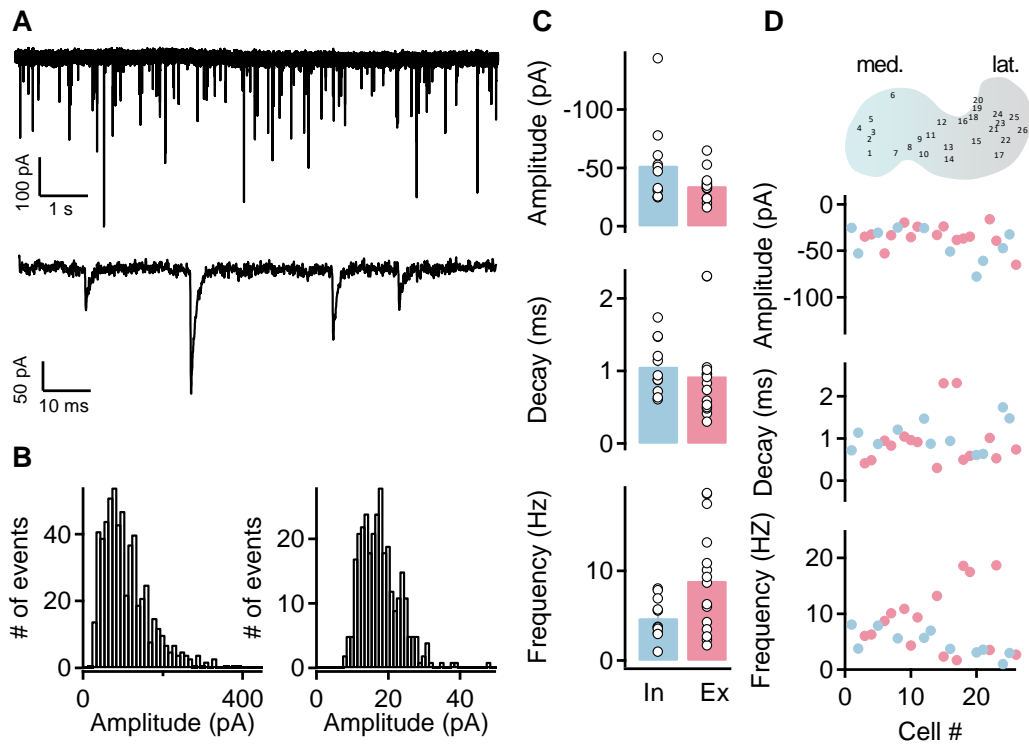 A
100 pA
1 s
50 pA
10 ms
B
# of events
40
20
0
0
200
400
Amplitude (pA)
# of events
20
10
0
0
20
40
Amplitude (pA)
C
Amplitude (pA)
-100
-50
0
Decay (ms)
2
1
0
Frequency (Hz)
10
0
In
Ex
D
med.
lat.
6
20
19
5
24
25
12
16
18
23
4
3
21
26
2
9
11
15
22
8
13
1
7
10
14
17
Amplitude (pA)
0
-50
-100
Decay (ms)
2
1
0
Frequency (HZ)
20
10
0
0
10
20
Cell #